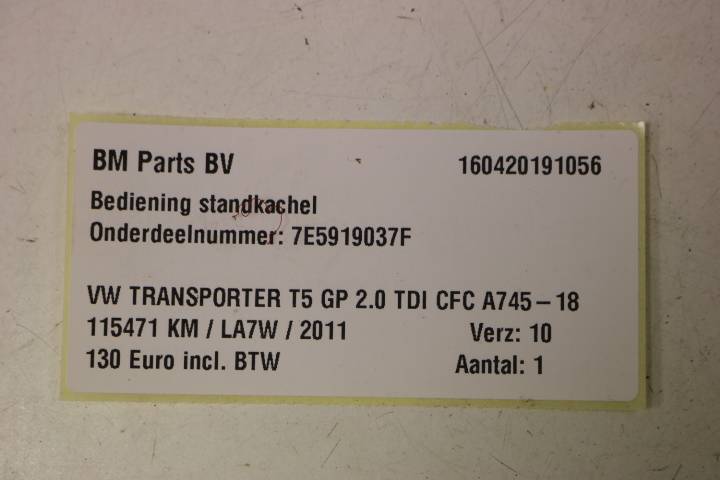 BM Parts BV 160420191056
Bediening standkachel
Onderdeelnummer: 7E5919037F
VW TRANSPORTER T5 GP 2.0 TDI CFC A745-18
115471 KM / LA7W / 2011 Verz: 10
130 Euro incl. BTW Aantal: 1